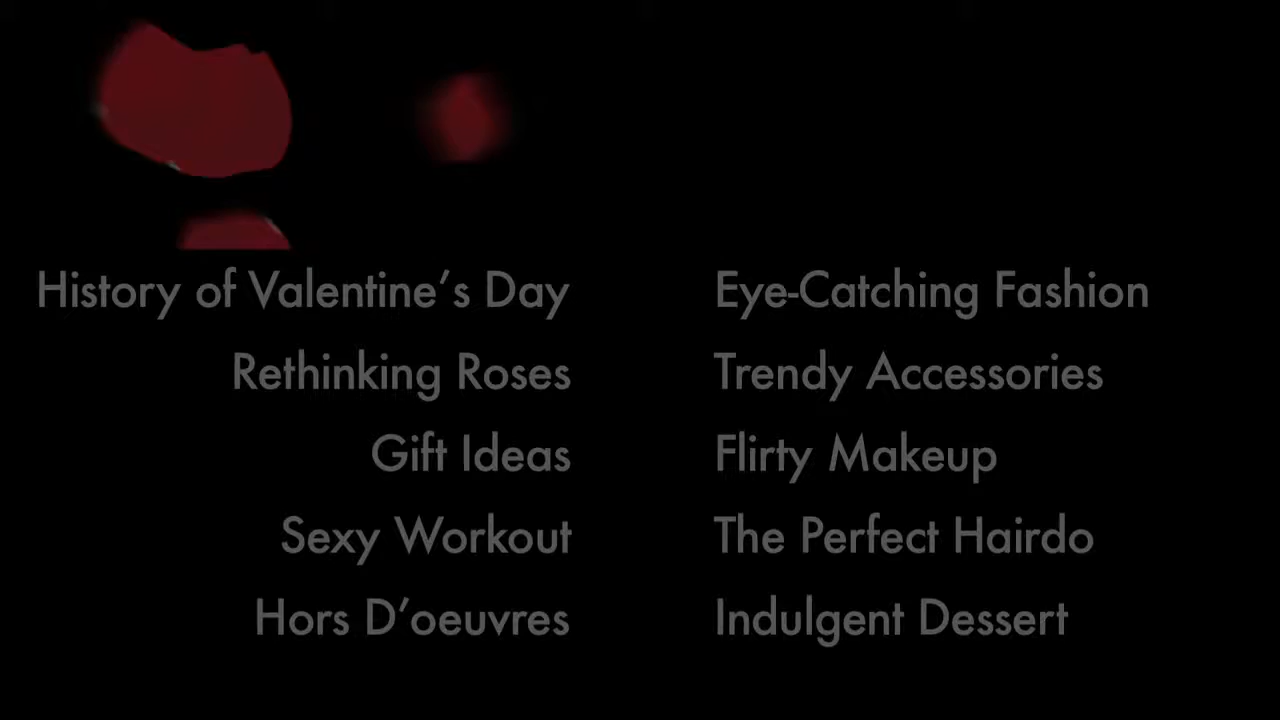 History of Valentine’s Day
Rethinking Roses
Gift Ideas
Sexy Workout
Hors D’oeuvres
Eye-Catching Fashion
Trendy Accessories
Flirty Makeup
The Perfect Hairdo
Indulgent Dessert